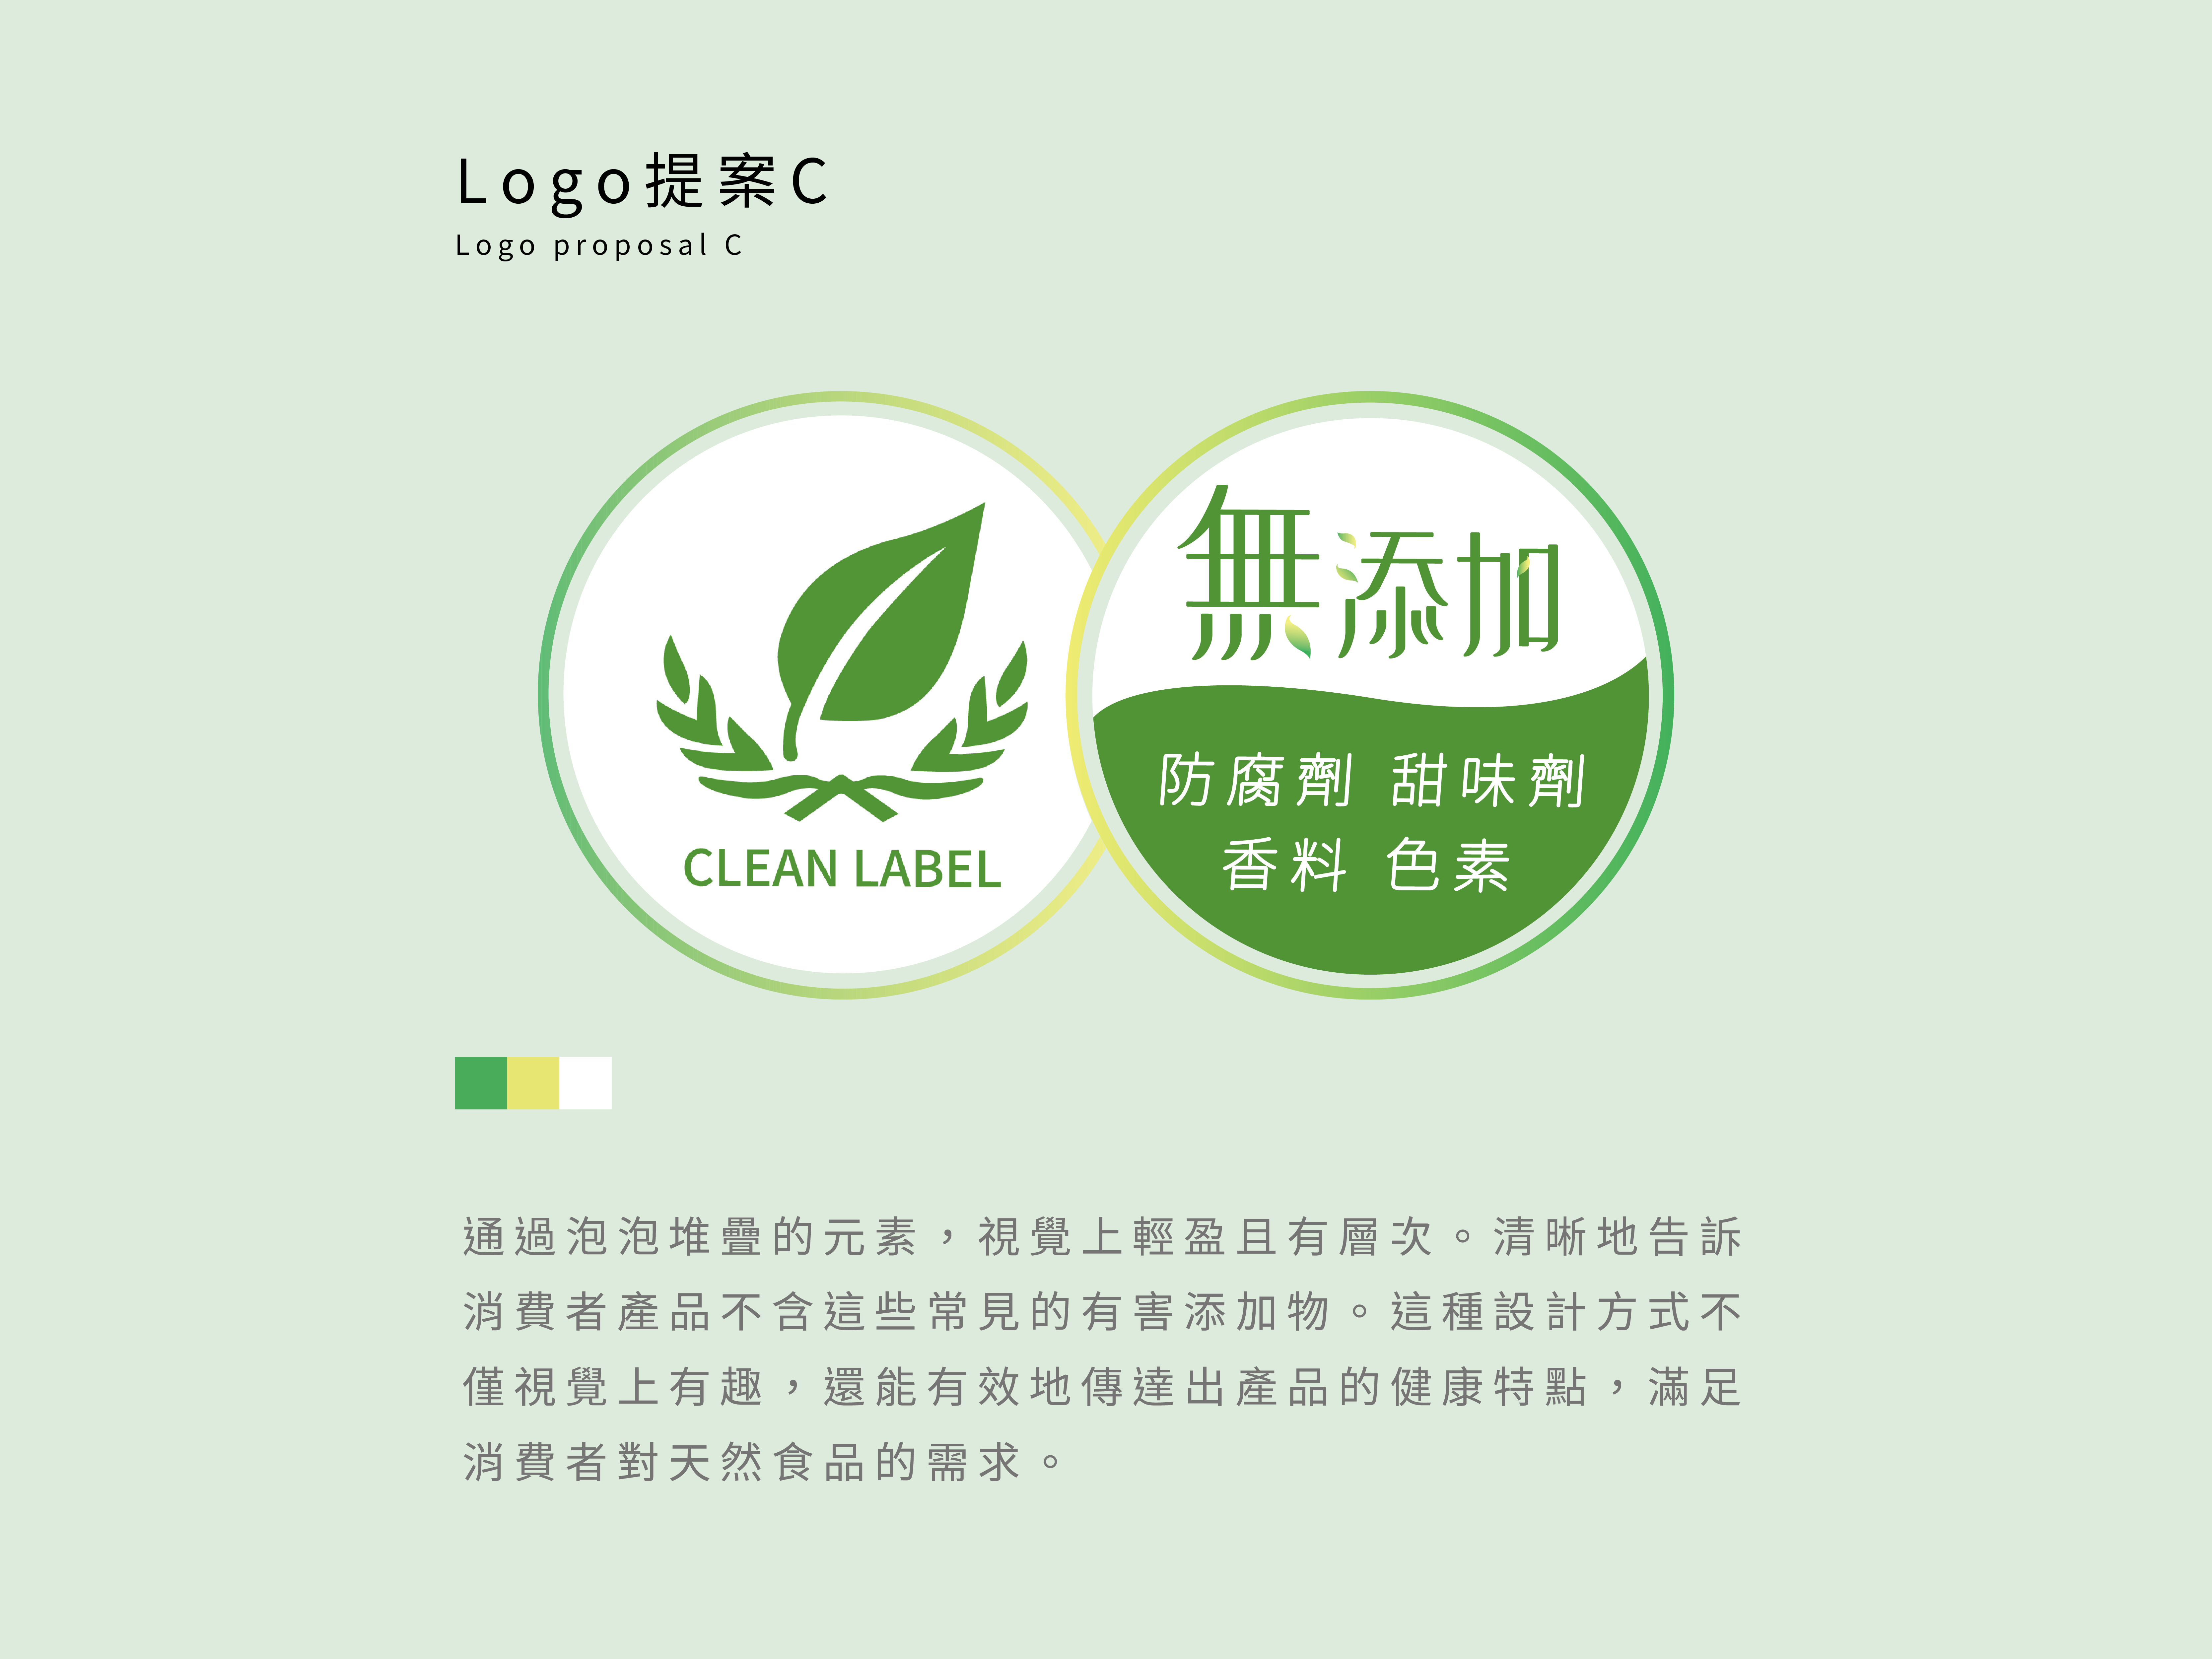 Logo提案C
Logo proposal C
CLEAN LABEL
無添加
防腐劑 甜味劑
香料 色素
通過泡泡堆疊的元素，視覺上輕盈且有層次。清晰地告訴
消費者產品不含這些常見的有害添加物。這種設計方式不
僅視覺上有趣，還能有效地傳達出產品的健康特點，滿足
消費者對天然食品的需求。